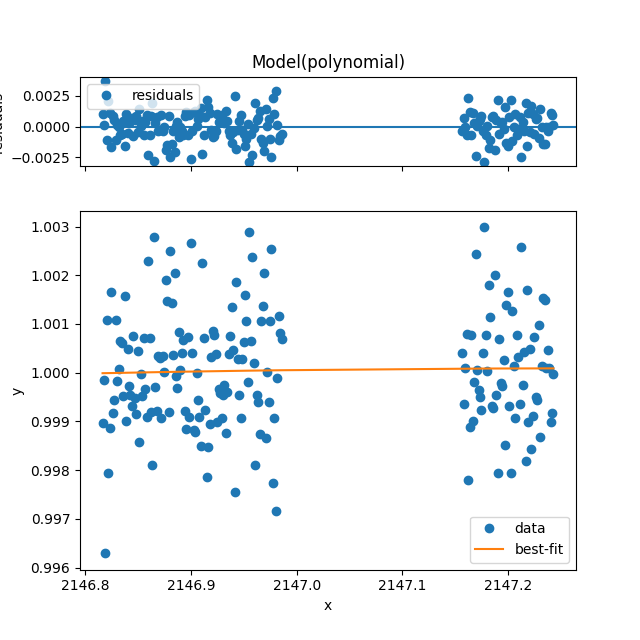 Model(polynomial)
0.0025
0.0000
−0.0025
residuals
1.003
1.002
1.001
1.000
0.999
0.998
0.997
0.996
y
data
best-fit
2146.8
2146.9
2147.0
2147.1
2147.2
x